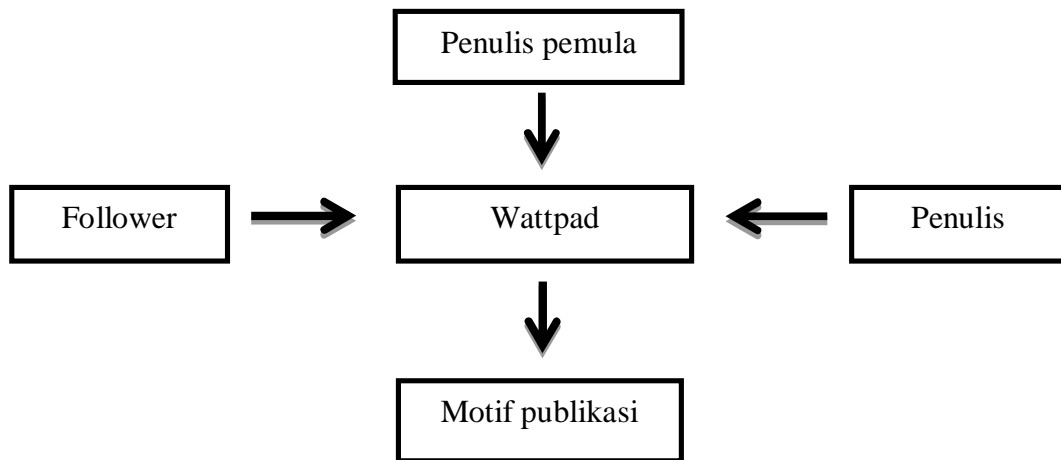 Penulis pemula
Follower
Wattpad
Penulis
Motif publikasi